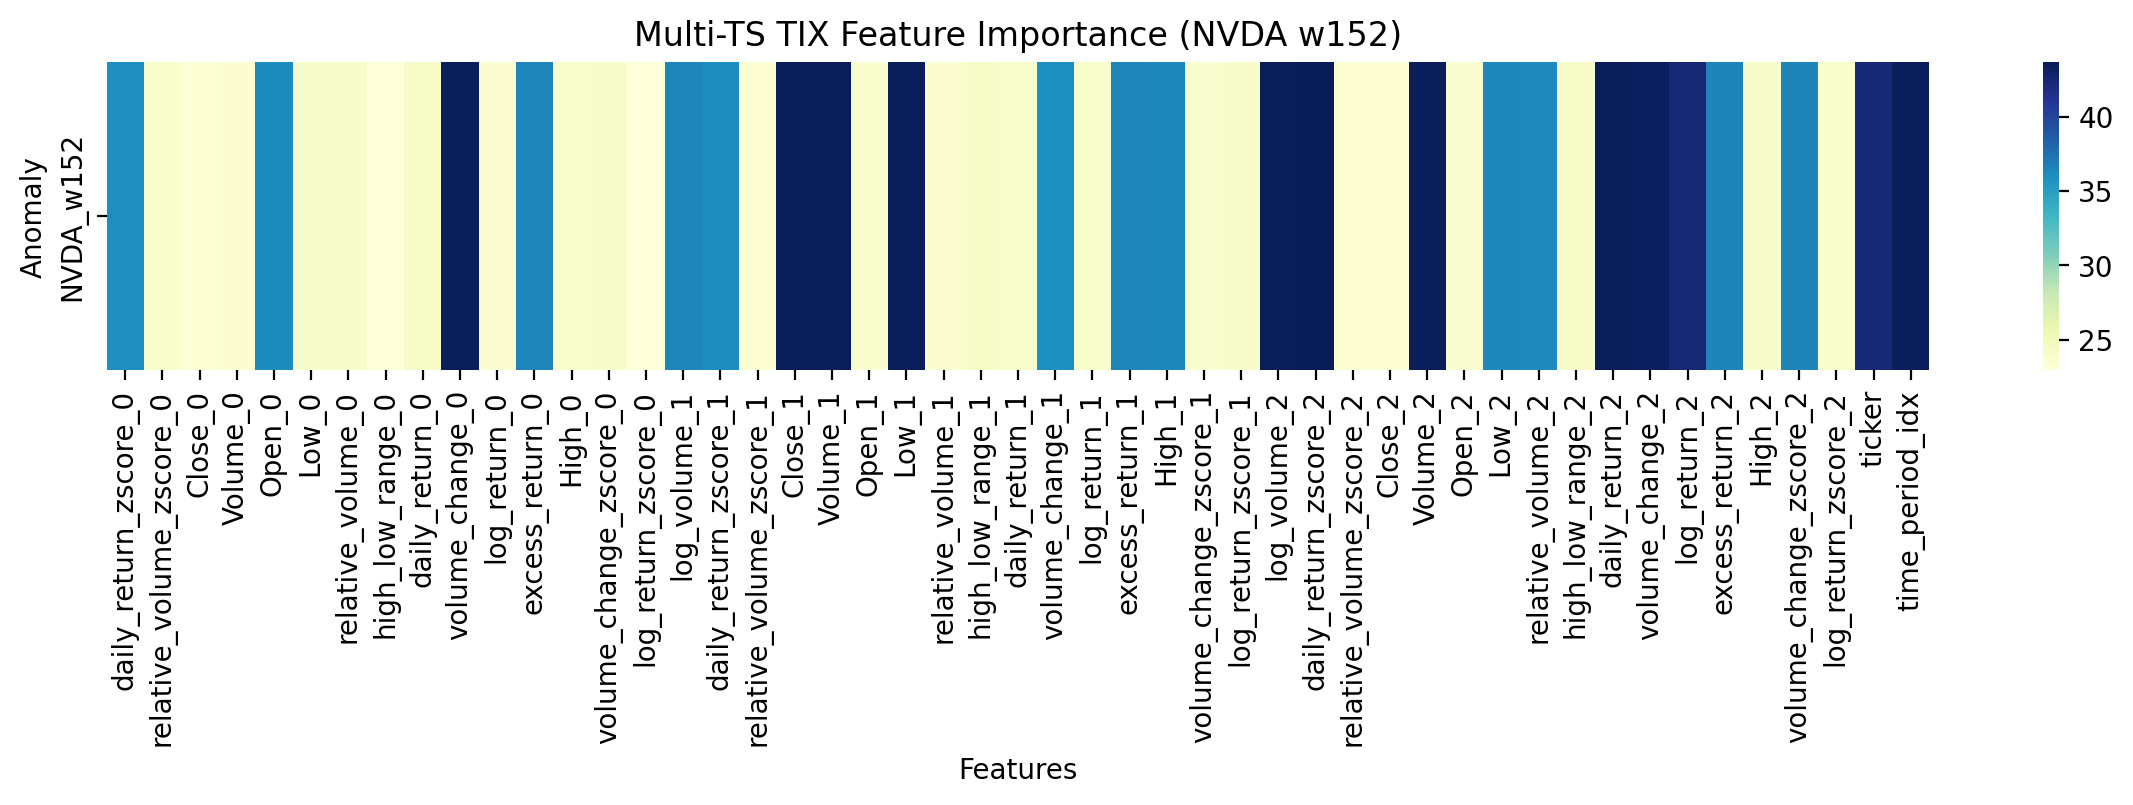 Multi-TS TIX Feature Importance (NVDA w152)
Anomaly
NVDA_w152
40
35
30
25
daily_return_zscore_0
relative_volume_zscore_0
Close_0
Volume_0
Open_0
Low_0
relative_volume_0
high_low_range_0
daily_return_0
volume_change_0
log_return_0
excess_return_0
High_0
volume_change_zscore_0
log_return_zscore_0
log_volume_1
daily_return_zscore_1
relative_volume_zscore_1
Close_1
Volume_1
Open_1
Low_1
relative_volume_1
high_low_range_1
daily_return_1
volume_change_1
log_return_1
excess_return_1
High_1
volume_change_zscore_1
log_return_zscore_1
log_volume_2
daily_return_zscore_2
relative_volume_zscore_2
Close_2
Volume_2
Open_2
Low_2
relative_volume_2
high_low_range_2
daily_return_2
volume_change_2
log_return_2
excess_return_2
High_2
volume_change_zscore_2
log_return_zscore_2
ticker
time_period_idx
Features